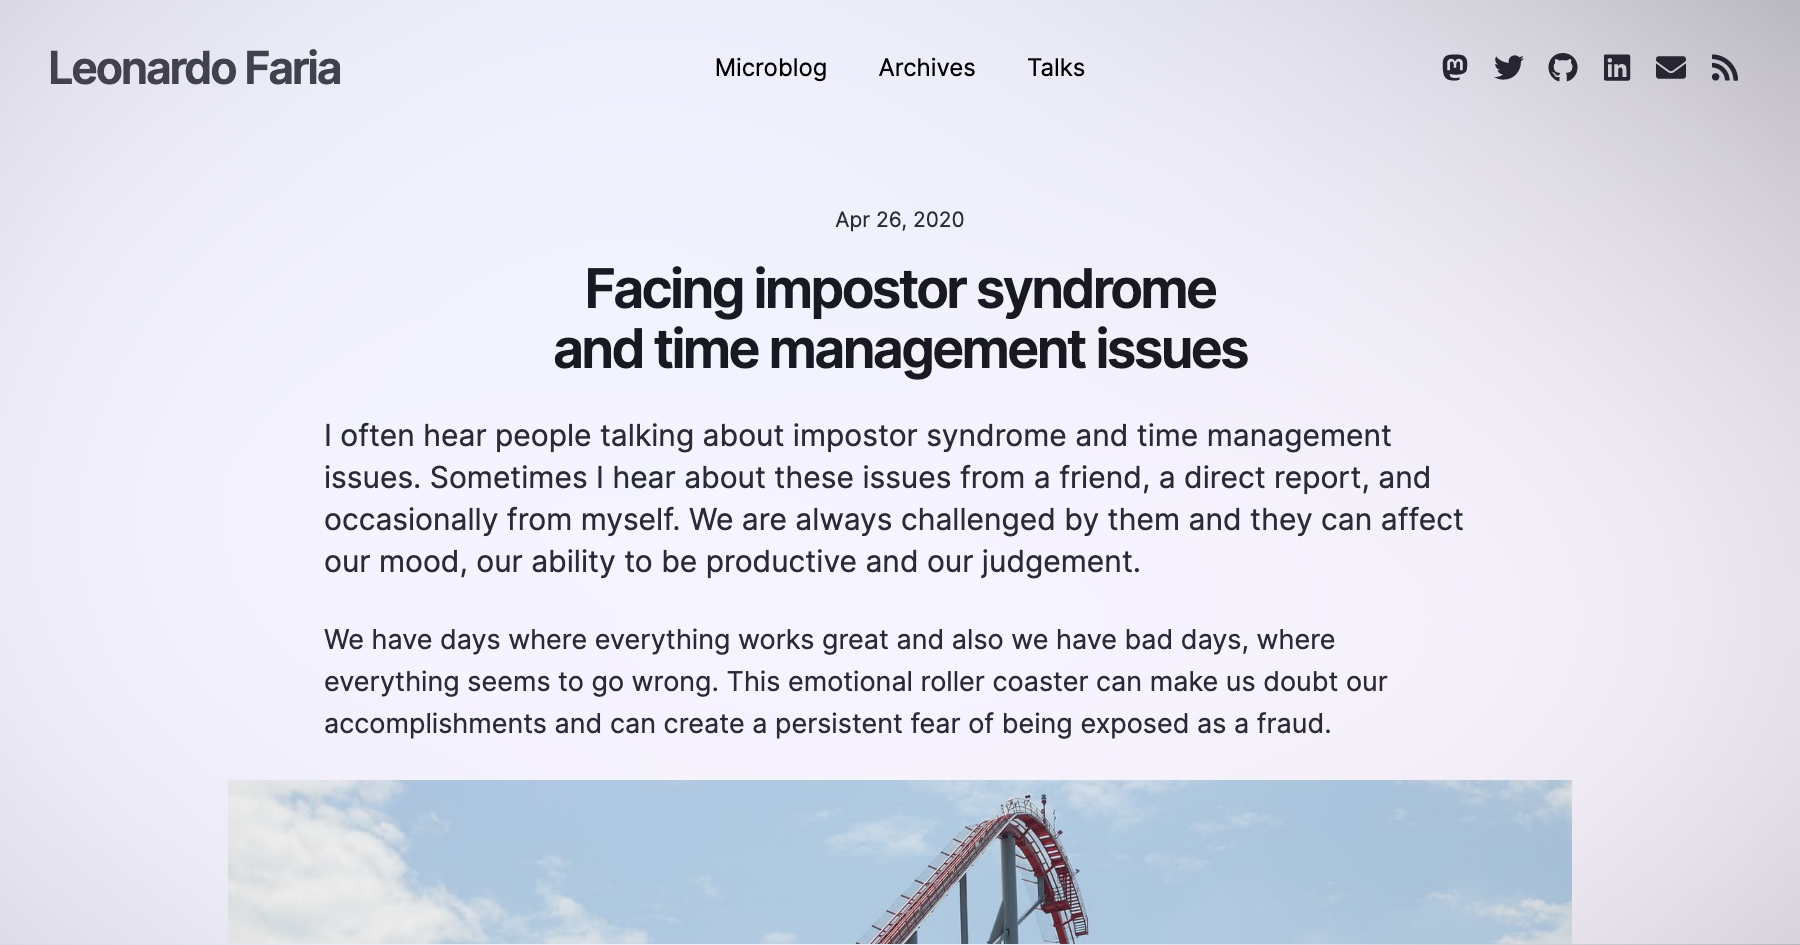 Leonardo Faria
Microblog
Archives
Talks
Apr 26, 2020
Facing impostor syndrome
and time management issues
I often hear people talking about impostor syndrome and time management
issues. Sometimes I hear about these issues from a friend, a direct report, and
occasionally from myself. We are always challenged by them and they can affect
our mood, our ability to be productive and our judgement.
We have days where everything works great and also we have bad days, where
everything seems to go wrong. This emotional roller coaster can make us doubt our
accomplishments and can create a persistent fear of being exposed as a fraud.